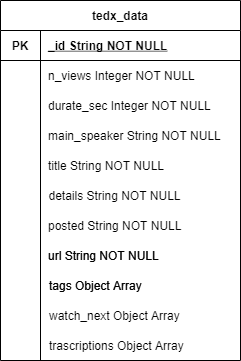 tedx_data
PK _id String NOT NULL
n_views Integer NOT NULL
durate_sec Integer NOT NULL
main_speaker String NOT NULL
title String NOT NULL
details String NOT NULL
posted String NOT NULL
url String NOT NULL
tags Object Array
watch_next Object Array
trascriptions Object Array